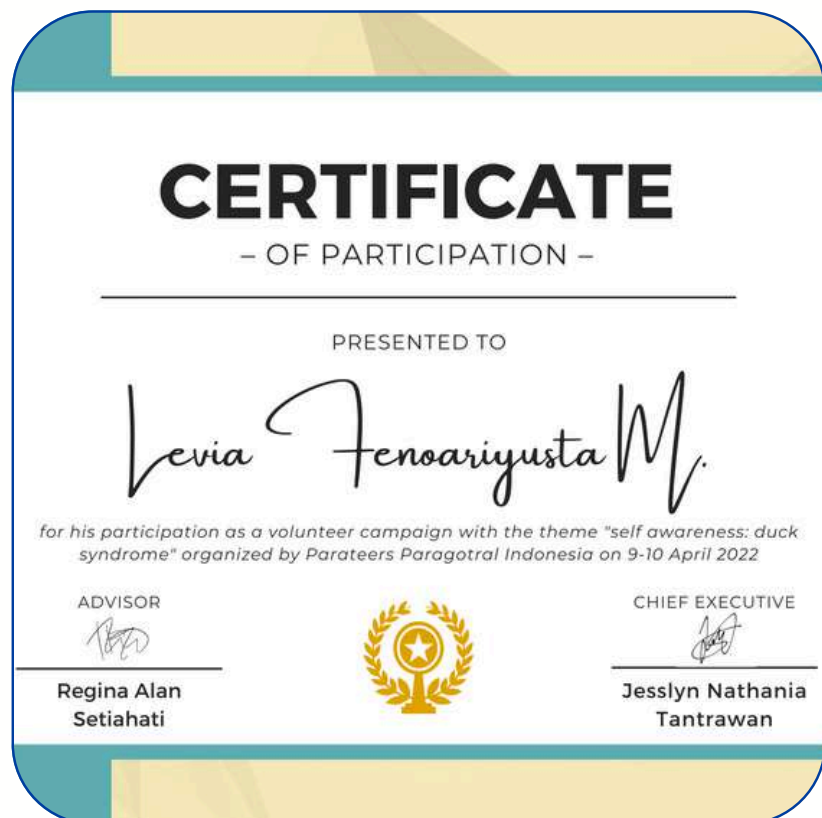 CERTIFICATE
– OF PARTICIPATION –
PRESENTED TO
Levia Fenoariyusta M.
for his participation as a volunteer campaign with the theme "self awareness: duck
syndrome" organized by Parateers Paragotral Indonesia on 9-10 April 2022
ADVISOR
Regina Alan
Setiahati
CHIEF EXECUTIVE
Jesslyn Nathania
Tantrawan